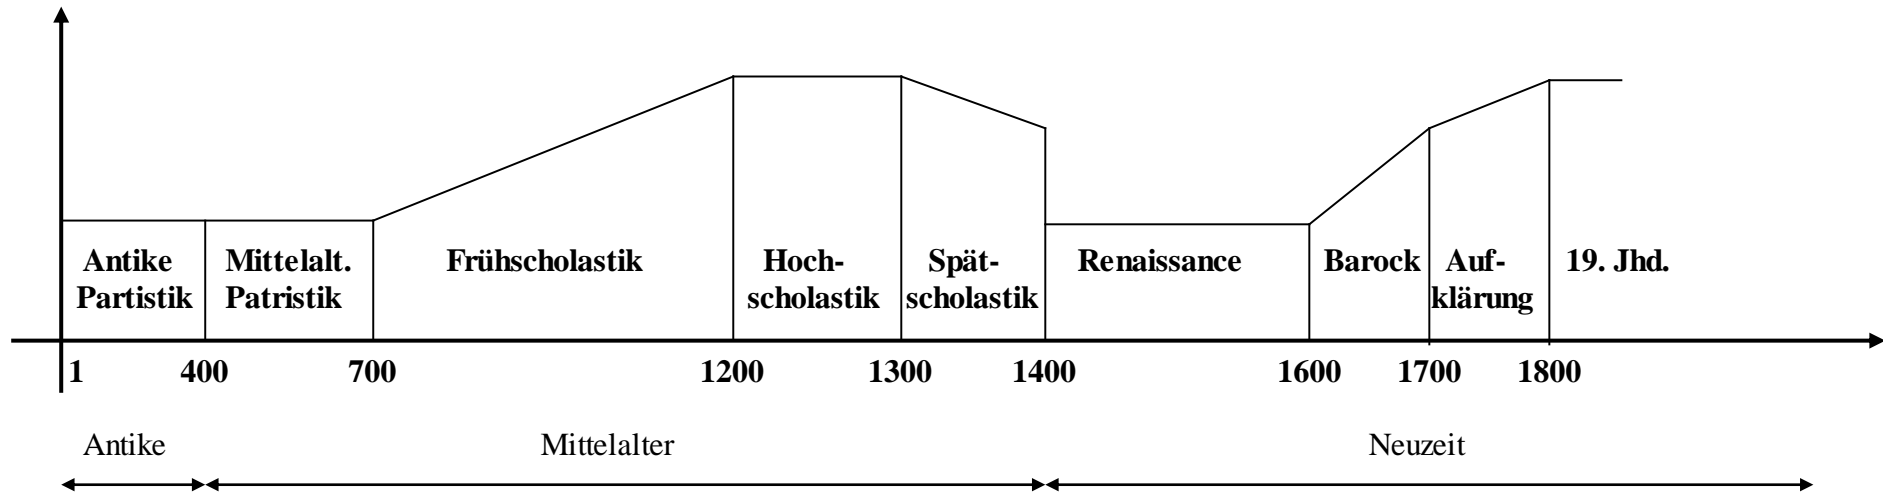 Antike Mittelalt. Frühscholastik Hoch- Spät- Renaissance Barock Auf- 19. Jhd.
Partistik Patristik scholastik scholastik klärung
1 400 700 1200 1300 1400 1600 1700 1800
Antike Mittelalter Neuzeit